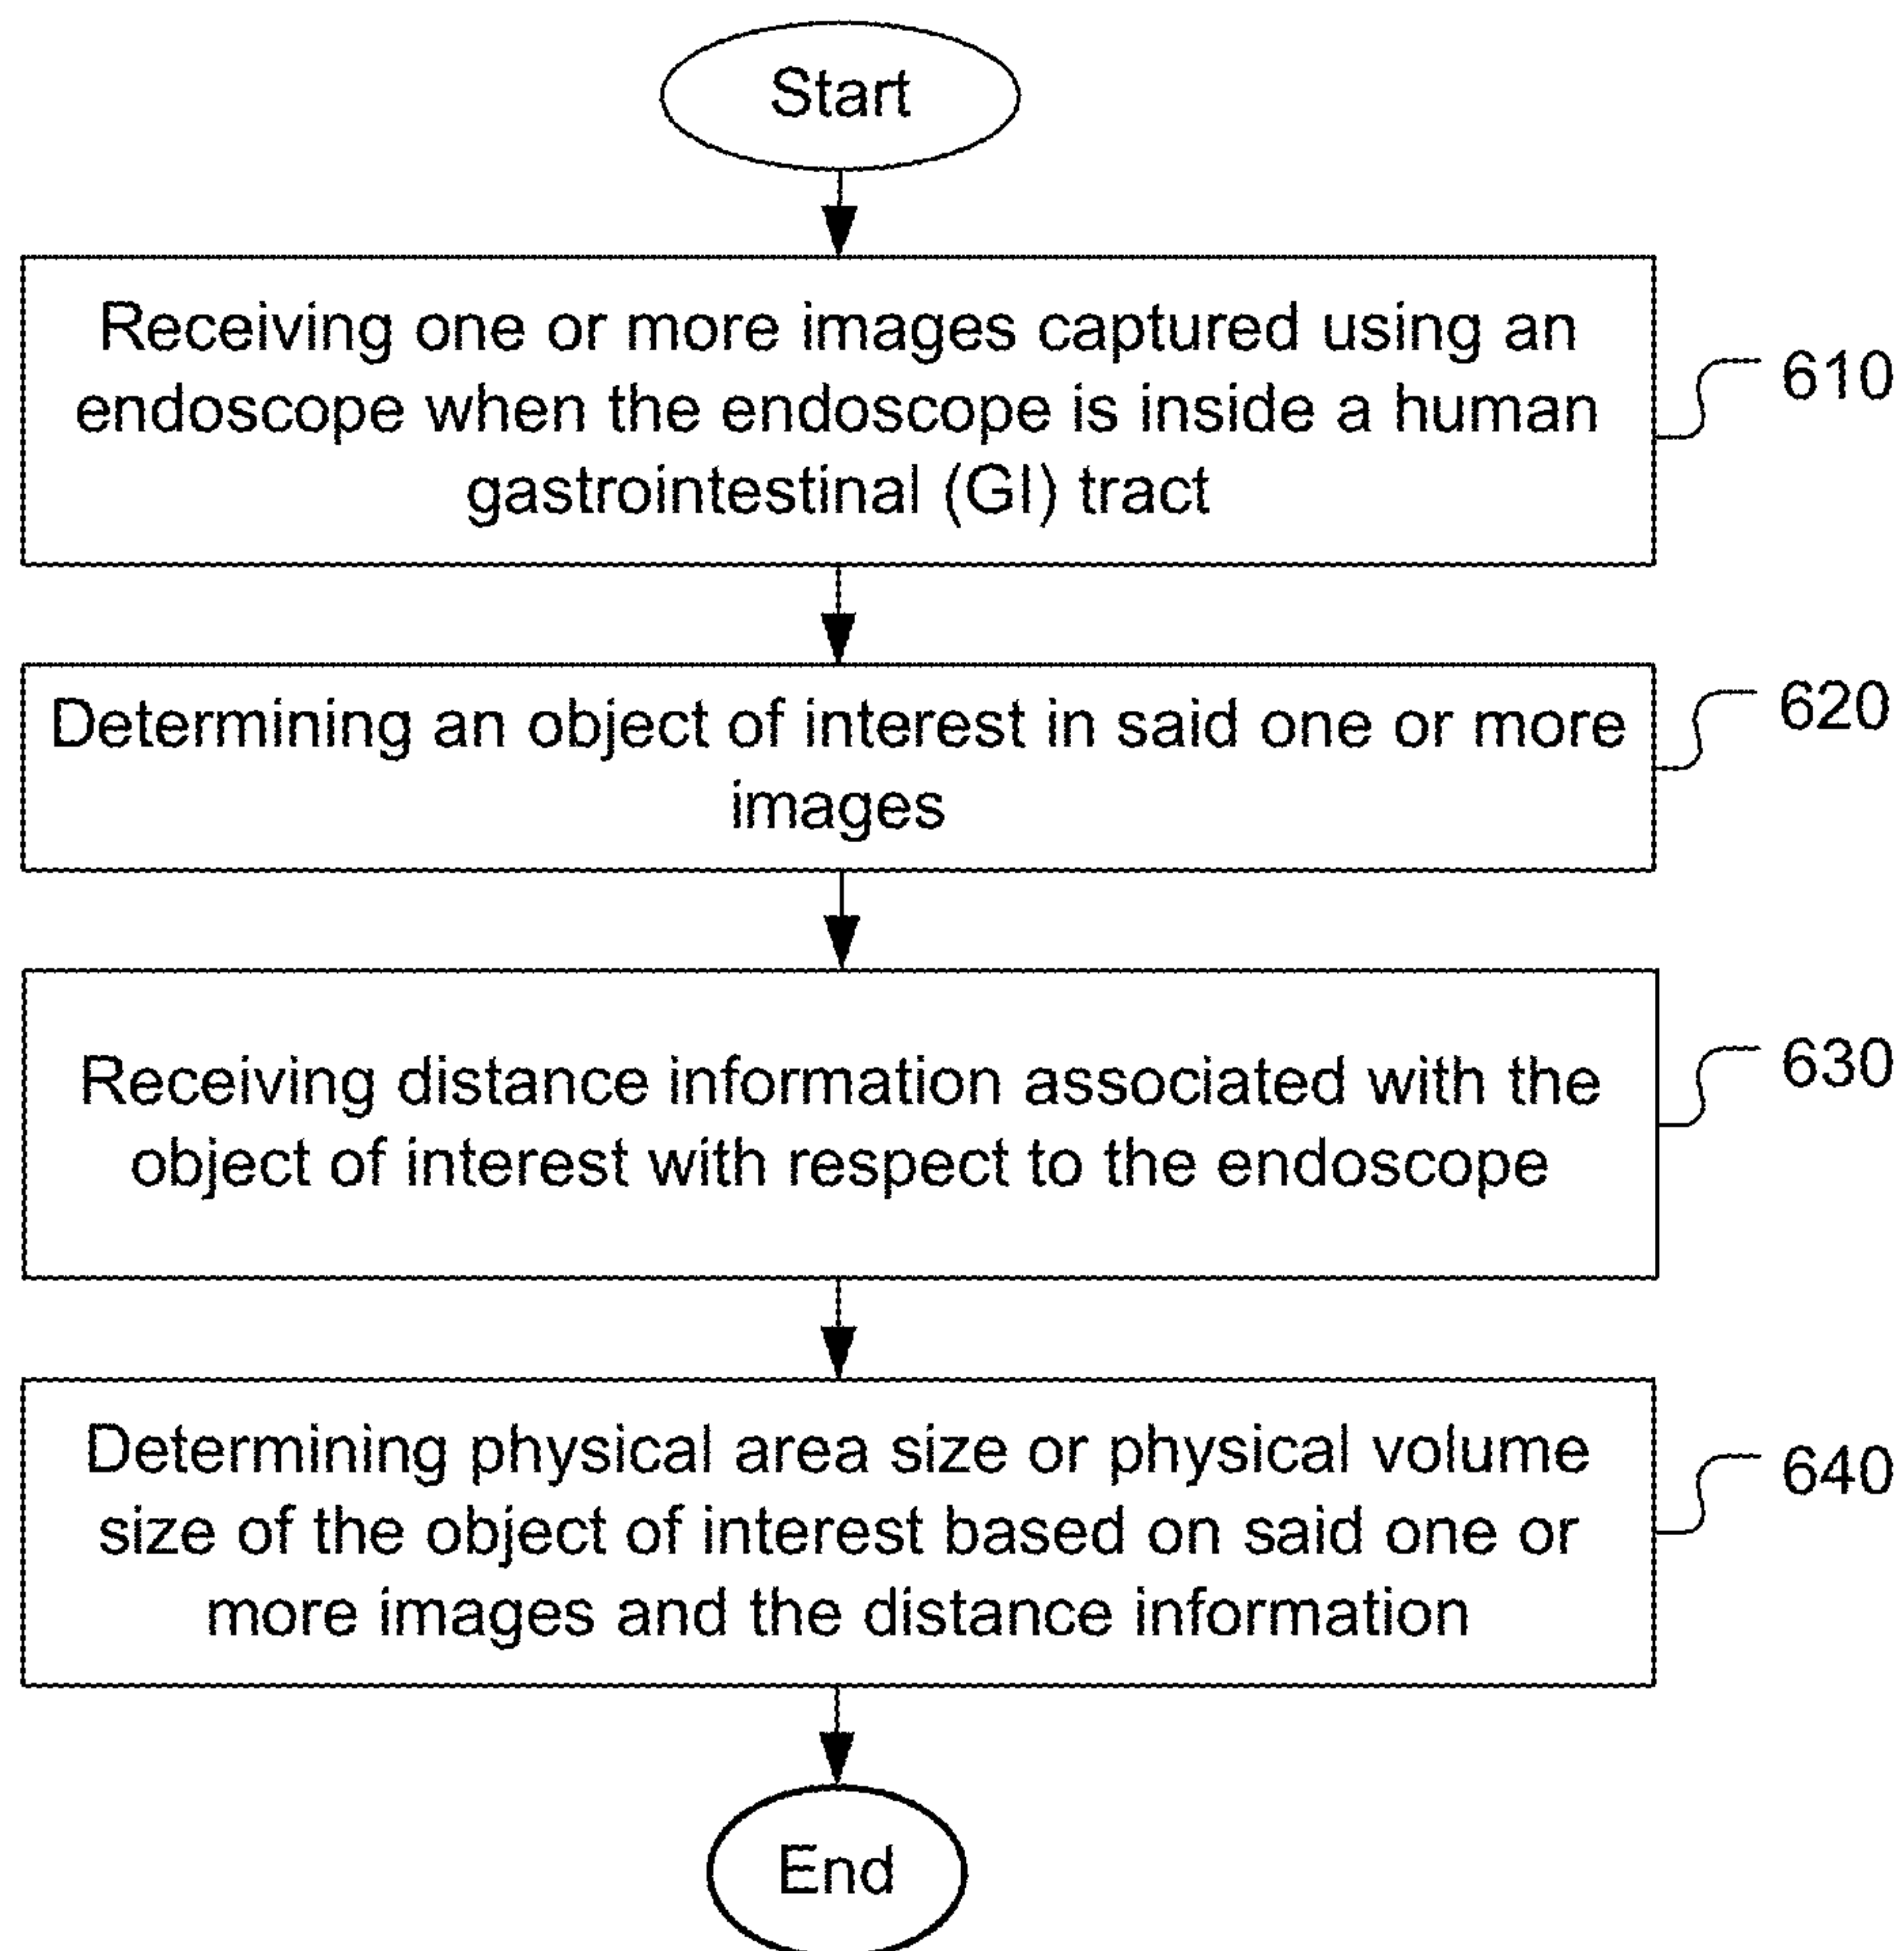 Start
Receiving one or more images captured using an
endoscope when the endoscope is inside a human
gastrointestinal (GI) tract
610
Determining an object of interest in said one or more
images
620
Receiving distance information associated with the
object of interest with respect to the endoscope
630
Determining physical area size or physical volume
size of the object of interest based on said one or
more images and the distance information
640
End